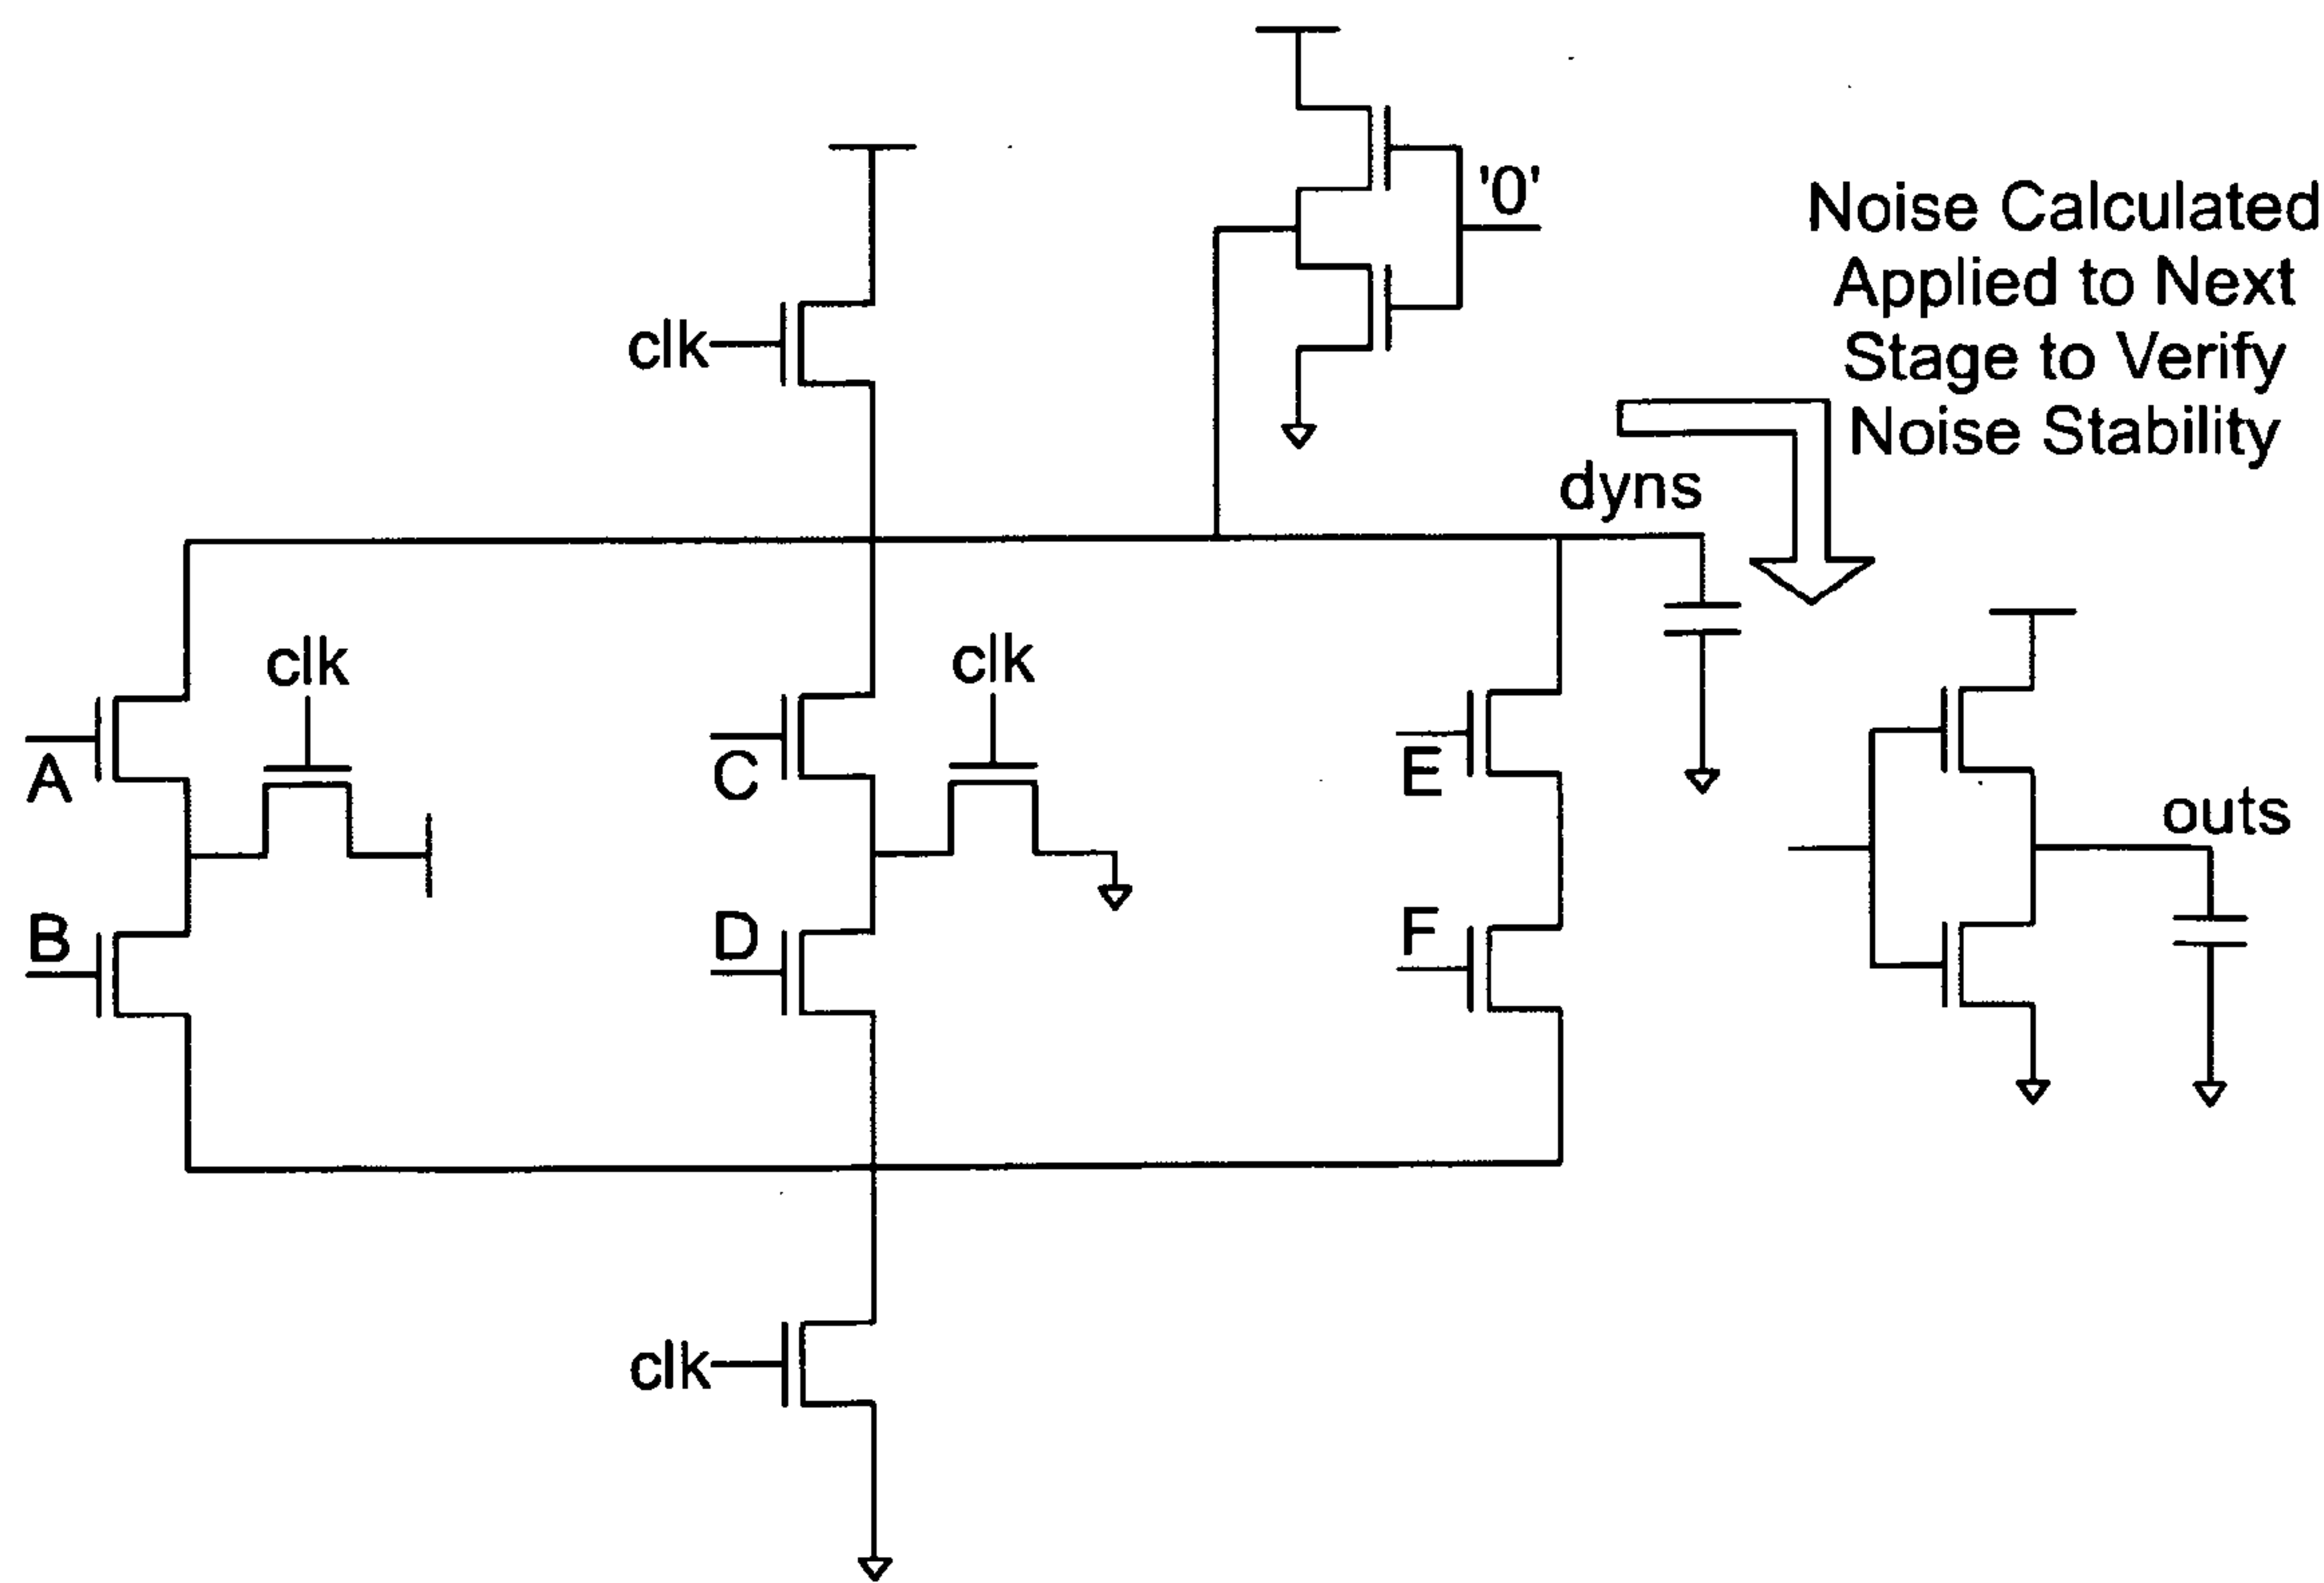 '0'
Noise Calculated
Applied to Next
Stage to Verify
Noise Stability
clk
dyns
clk
clk
A
C
E
outs
B
D
F
clk